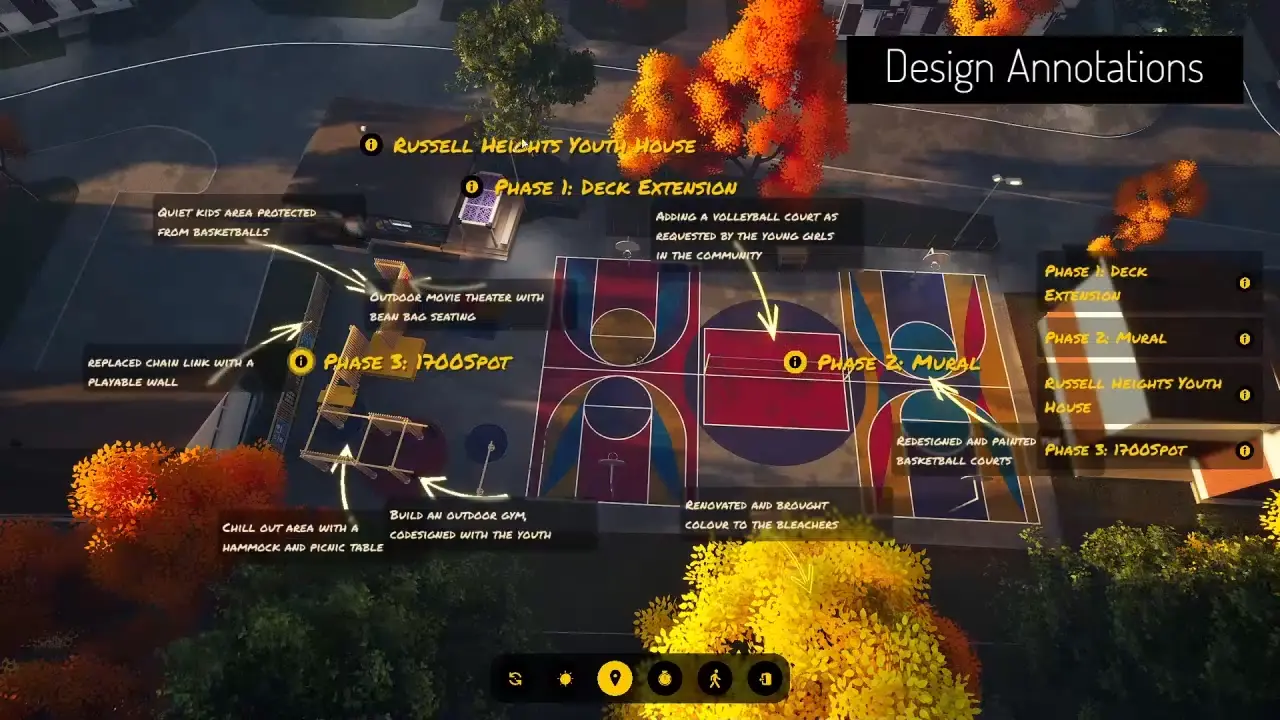 Design Annotations
Russell Heights Youth House
Phase 1: Deck Extension
Quiet kids area protected
from basketballs
Adding a volleyball court as
requested by the young girls
in the community
Outdoor movie theater with
bean bag seating
replaced chain link with a
playable wall
Phase 3: 1700Spot
Phase 2: Mural
Redesigned and painted
basketball courts
Chill out area with a
hammock and picnic table
Build an outdoor gym,
codesigned with the youth
Renovated and brought
colour to the bleachers
Phase 1: Deck
Extension
Phase 2: Mural
Russell Heights Youth
House
Phase 3: 1700Spot